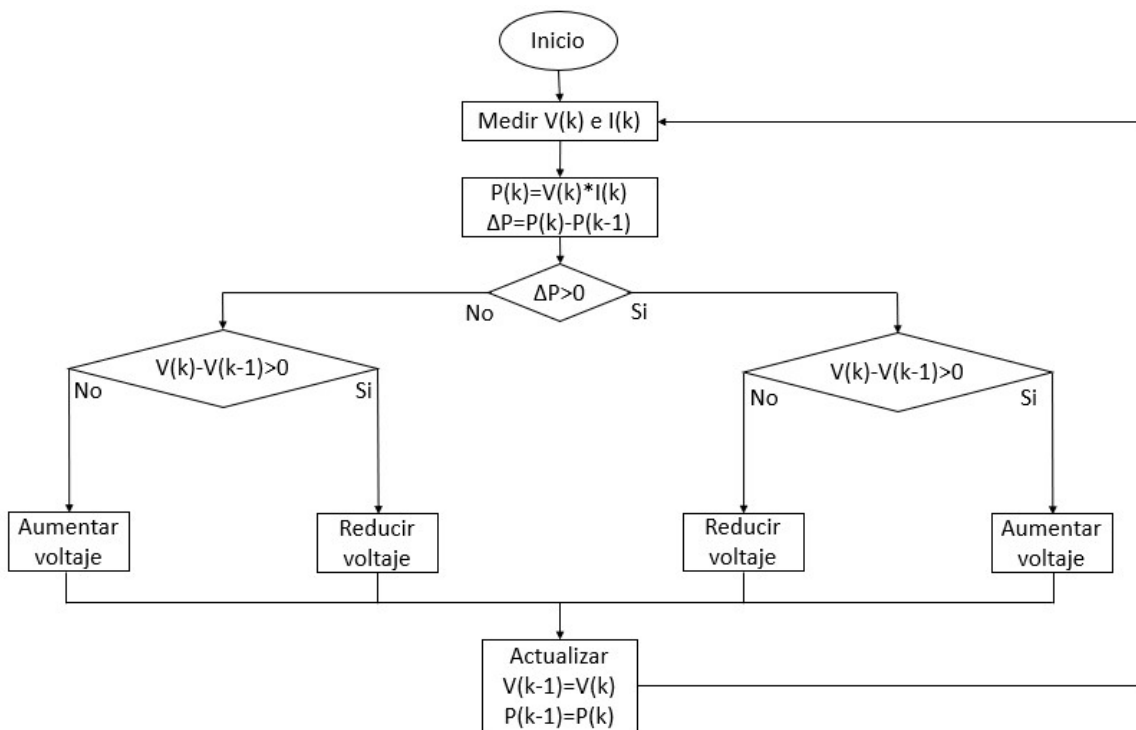 Inicio
Medir V(k) e I(k)
P(k)=V(k)*I(k)
ΔP=P(k)-P(k-1)
ΔP>0
No
Si
V(k)-V(k-1)>0
No
Si
V(k)-V(k-1)>0
No
Si
Aumentar
voltaje
Reducir
voltaje
Reducir
voltaje
Aumentar
voltaje
Actualizar
V(k-1)=V(k)
P(k-1)=P(k)